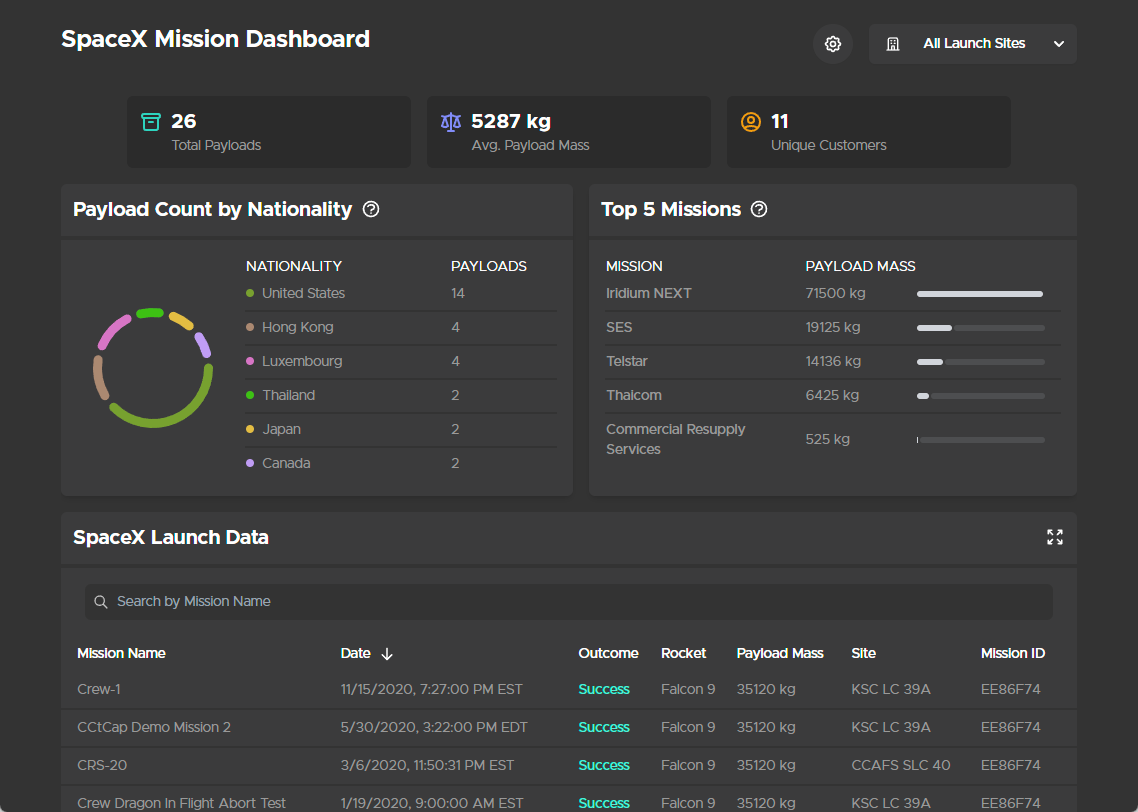 SpaceX Mission Dashboard
All Launch Sites
26
Total Payloads
5287 kg
Avg. Payload Mass
11
Unique Customers
Payload Count by Nationality
NATIONALITY PAYLOADS
United States 14
Hong Kong 4
Luxembourg 4
Thailand 2
Japan 2
Canada 2
Top 5 Missions
MISSION PAYLOAD MASS
Iridium NEXT 71500 kg
SES 19125 kg
Telstar 14136 kg
Thaicom 6425 kg
Commercial Resupply
Services 525 kg
SpaceX Launch Data
Search by Mission Name
Mission Name Date Outcome Rocket Payload Mass Site Mission ID
Crew-1 11/15/2020, 7:27:00 PM EST Success Falcon 9 35120 kg KSC LC 39A EE86F74
CCtCap Demo Mission 2 5/30/2020, 3:22:00 PM EDT Success Falcon 9 35120 kg KSC LC 39A EE86F74
CRS-20 3/6/2020, 11:50:31 PM EST Success Falcon 9 35120 kg CCAFS SLC 40 EE86F74
Crew Dragon In Flight Abort Test 1/19/2020, 9:00:00 AM EST Success Falcon 9 35120 kg KSC LC 39A EE86F74